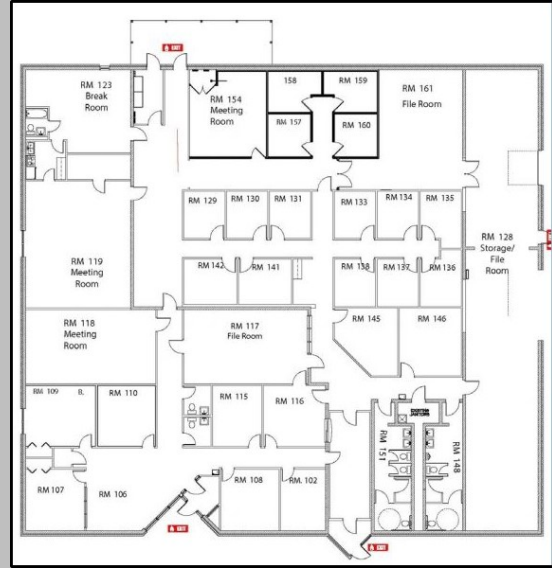 EXIT
RM 123
Break
Room
RM 154
Meeting
Room
158
RM 159
RM 157
RM 160
RM 161
File Room
RM 129
RM 130
RM 131
RM 133
RM 134
RM 135
RM 119
Meeting
Room
RM 142
RM 141
RM 138
RM 137
RM 136
RM 128
Storage/
File
Room
RM 118
Meeting
Room
RM 117
File Room
RM 145
RM 146
RM 109
B.
RM 110
RM 115
RM 116
RM 151
RM 148
RM 107
RM 106
RM 108
RM 102
EXIT
EXIT